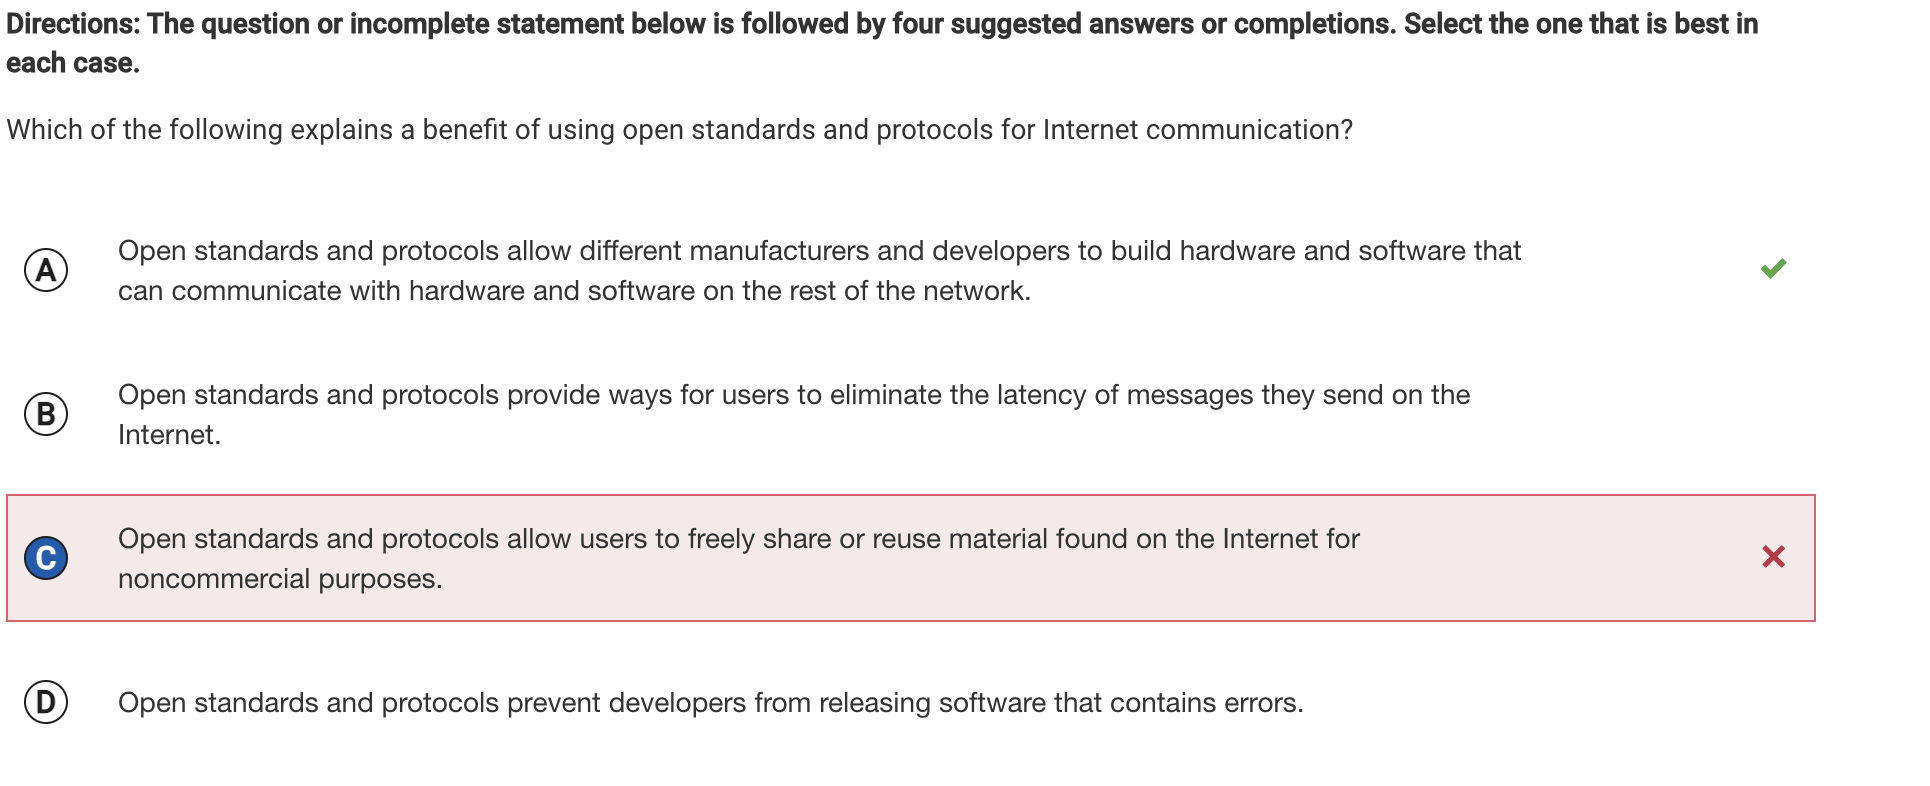 Directions: The question or incomplete statement below is followed by four suggested answers or completions. Select the one that is best in
each case.
Which of the following explains a benefit of using open standards and protocols for Internet communication?
A
Open standards and protocols allow different manufacturers and developers to build hardware and software that
can communicate with hardware and software on the rest of the network.
B
Open standards and protocols provide ways for users to eliminate the latency of messages they send on the
Internet.
C
Open standards and protocols allow users to freely share or reuse material found on the Internet for
noncommercial purposes.
D
Open standards and protocols prevent developers from releasing software that contains errors.